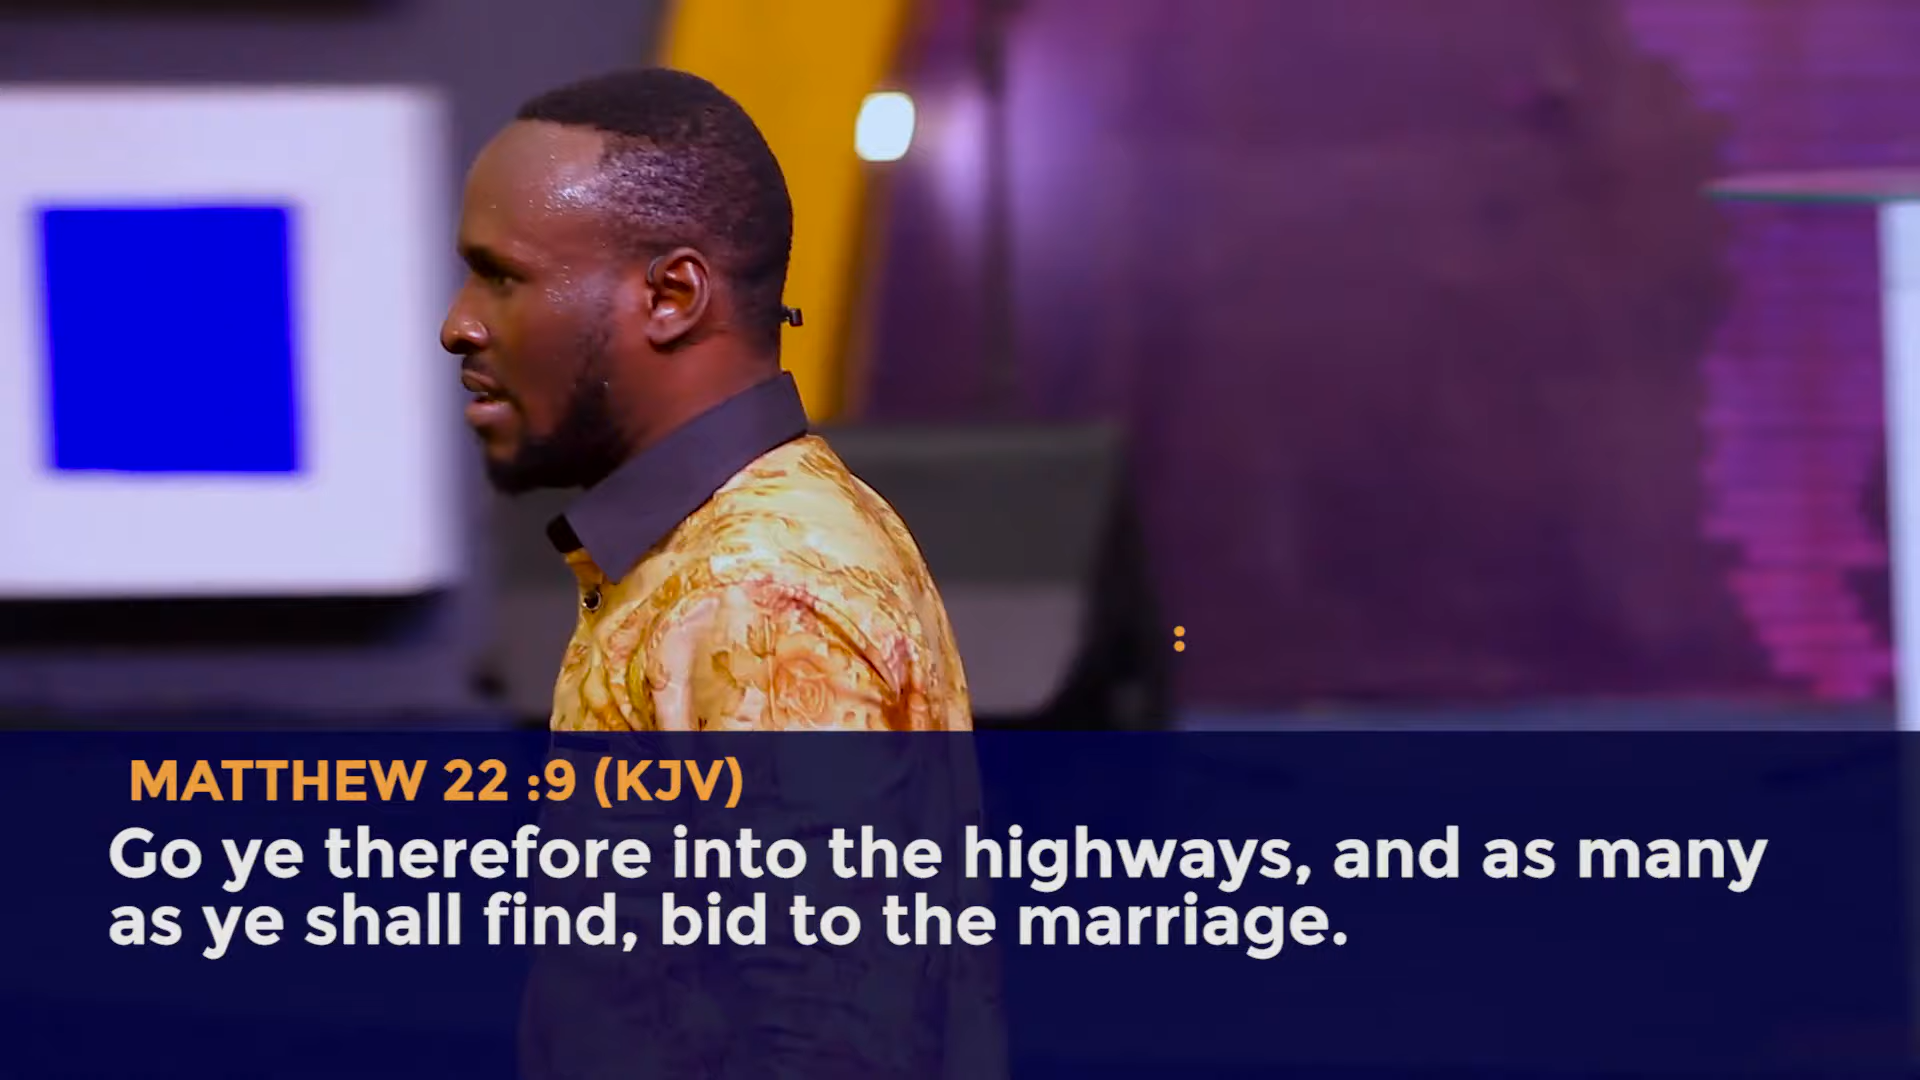 :
MATTHEW 22 :9 (KJV)
Go ye therefore into the highways, and as many
as ye shall find, bid to the marriage.